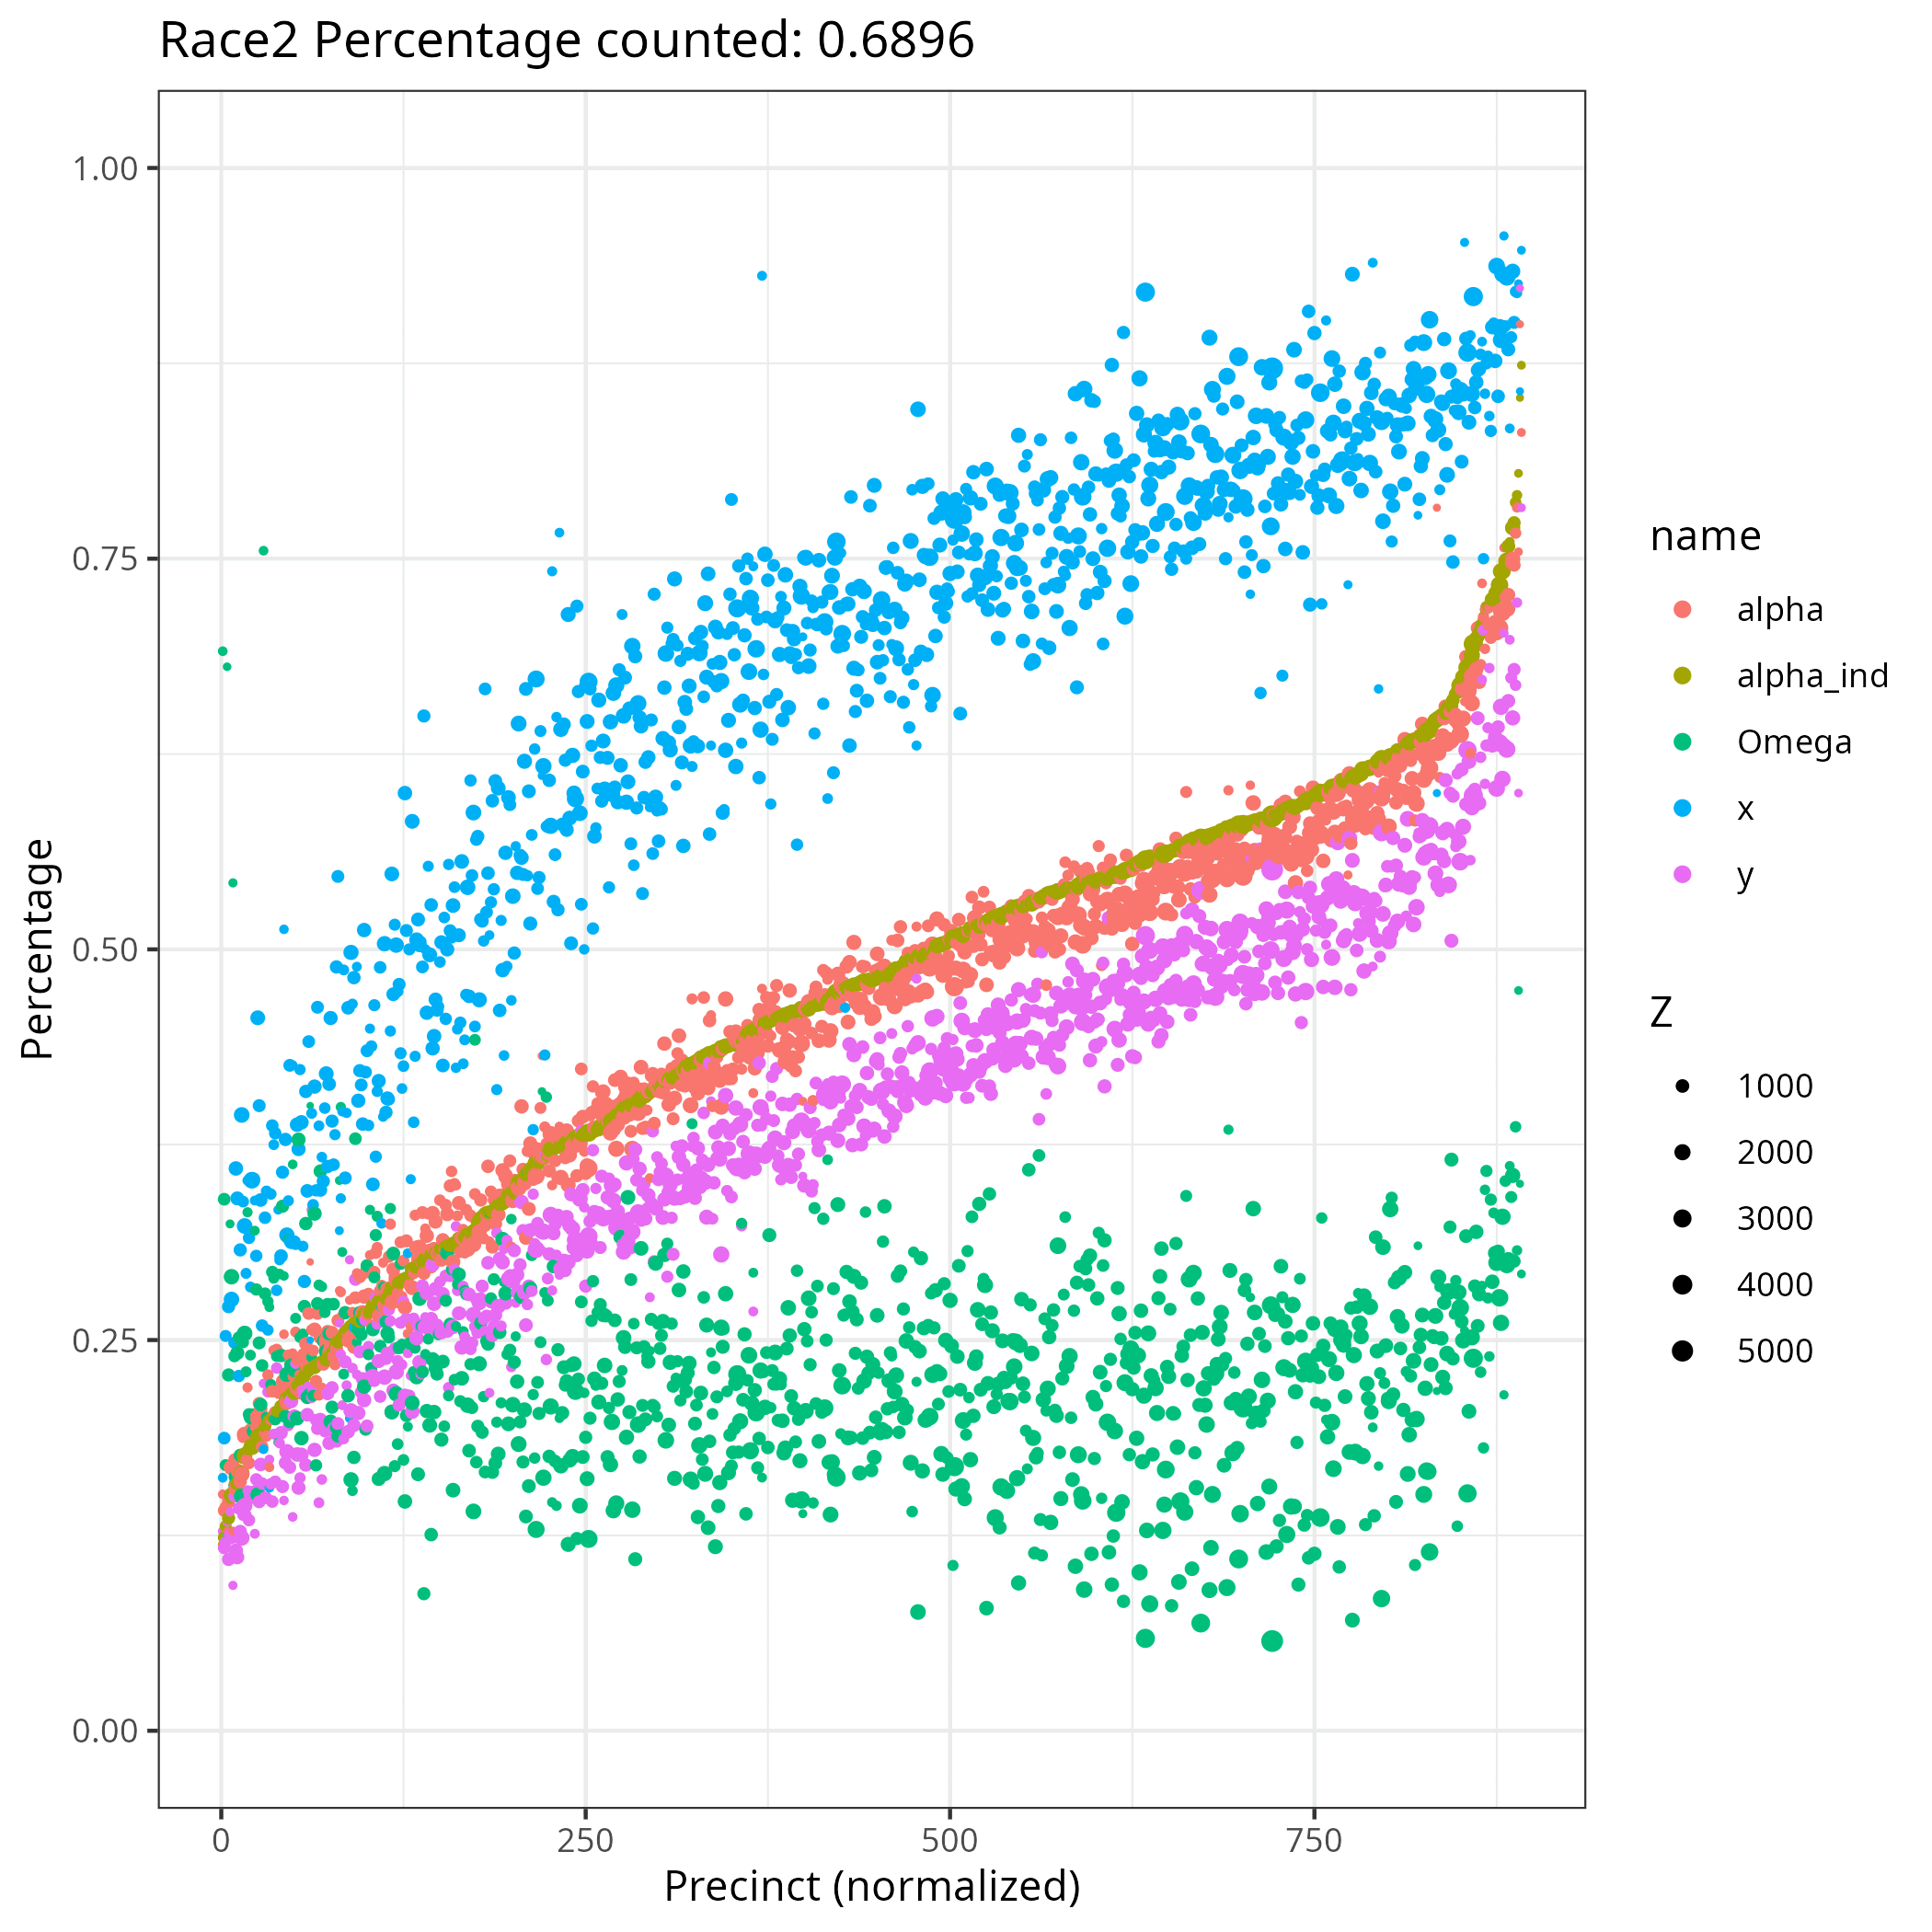 Race2 Percentage counted: 0.6896
1.00
0.75
0.50
0.25
0.00
Percentage
0
250
500
750
Precinct (normalized)
name
alpha
alpha_ind
Omega
x
y
Z
1000
2000
3000
4000
5000